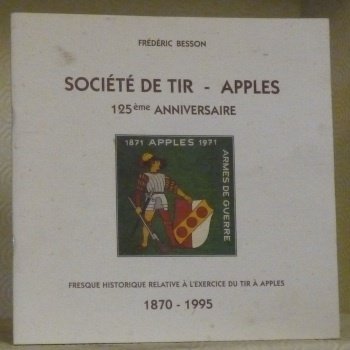 FRÉDÉRIC BESSON
SOCIÉTÉ DE TIR - APPLES
125ème ANNIVERSAIRE
1871 APPLES 1971
ARMES DE GUERRE
FRESQUE HISTORIQUE RELATIVE À L'EXERCICE DU TIR À APPLES
1870 - 1995